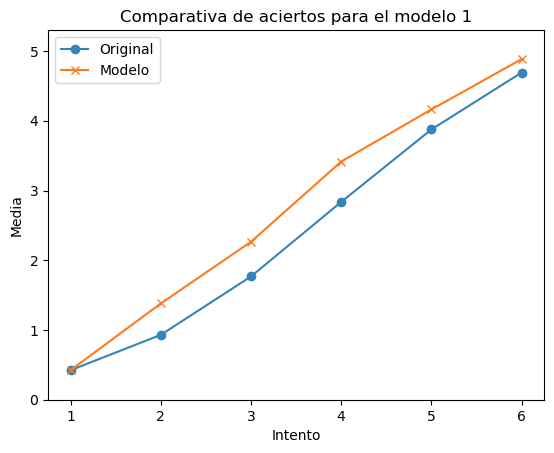 Comparativa de aciertos para el modelo 1
Original
Modelo
5
4
3
2
1
0
Media
1 2 3 4 5 6
Intento